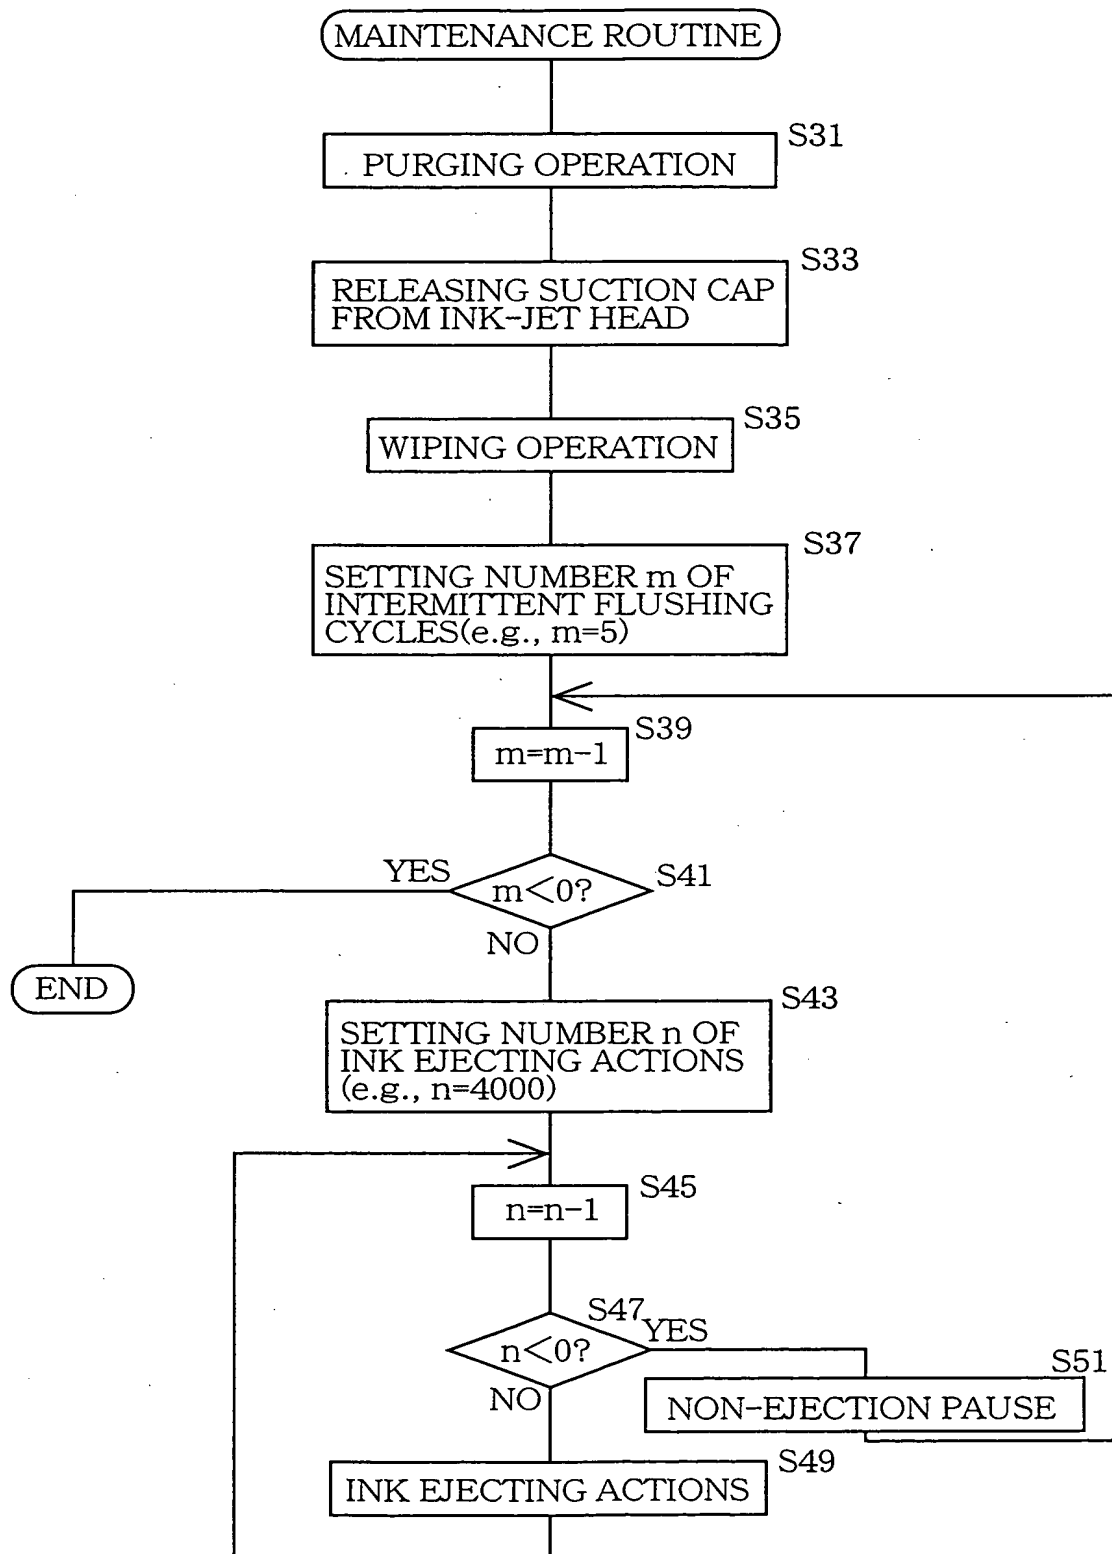 MAINTENANCE ROUTINE
S31
PURGING OPERATION
S33
RELEASING SUCTION CAP
FROM INK-JET HEAD
S35
WIPING OPERATION
S37
SETTING NUMBER m OF
INTERMITTENT FLUSHING
CYCLES(e.g., m=5)
S39
m=m-1
YES
m<0?
S41
NO
END
S43
SETTING NUMBER n OF
INK EJECTING ACTIONS
(e.g., n=4000)
S45
n=n-1
S47
YES
n<0?
S51
NO
NON-EJECTION PAUSE
S49
INK EJECTING ACTIONS